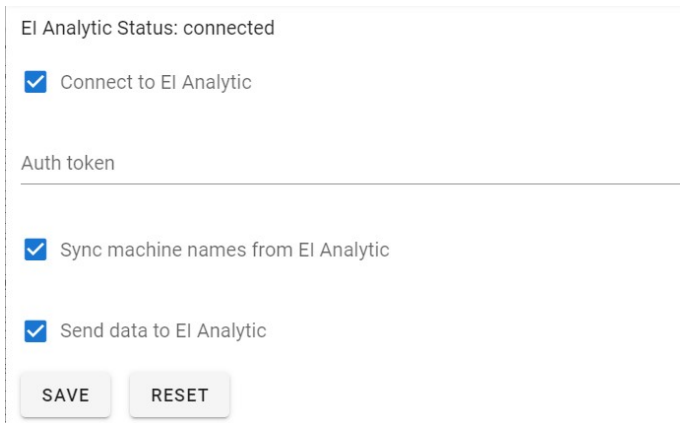 EI Analytic Status: connected
Connect to EI Analytic
Auth token
Sync machine names from EI Analytic
Send data to EI Analytic
SAVE RESET